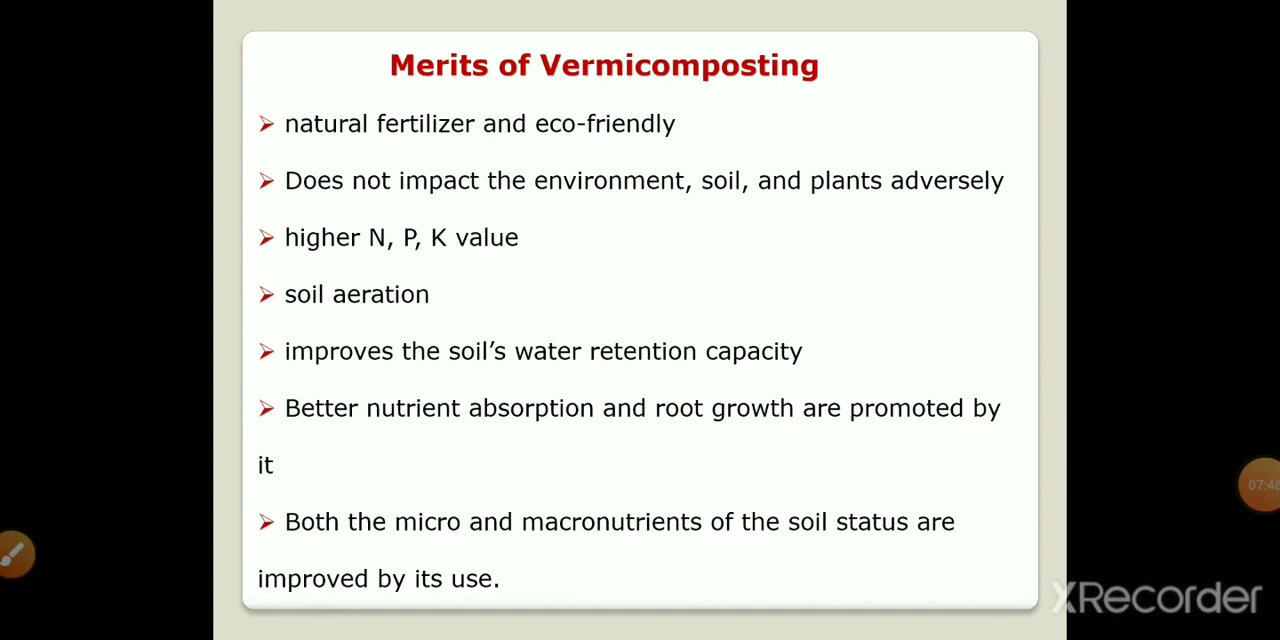 Merits of Vermicomposting
➢ natural fertilizer and eco-friendly
➢ Does not impact the environment, soil, and plants adversely
➢ higher N, P, K value
➢ soil aeration
➢ improves the soil’s water retention capacity
➢ Better nutrient absorption and root growth are promoted by
it
➢ Both the micro and macronutrients of the soil status are
improved by its use.
07:46
XRecorder